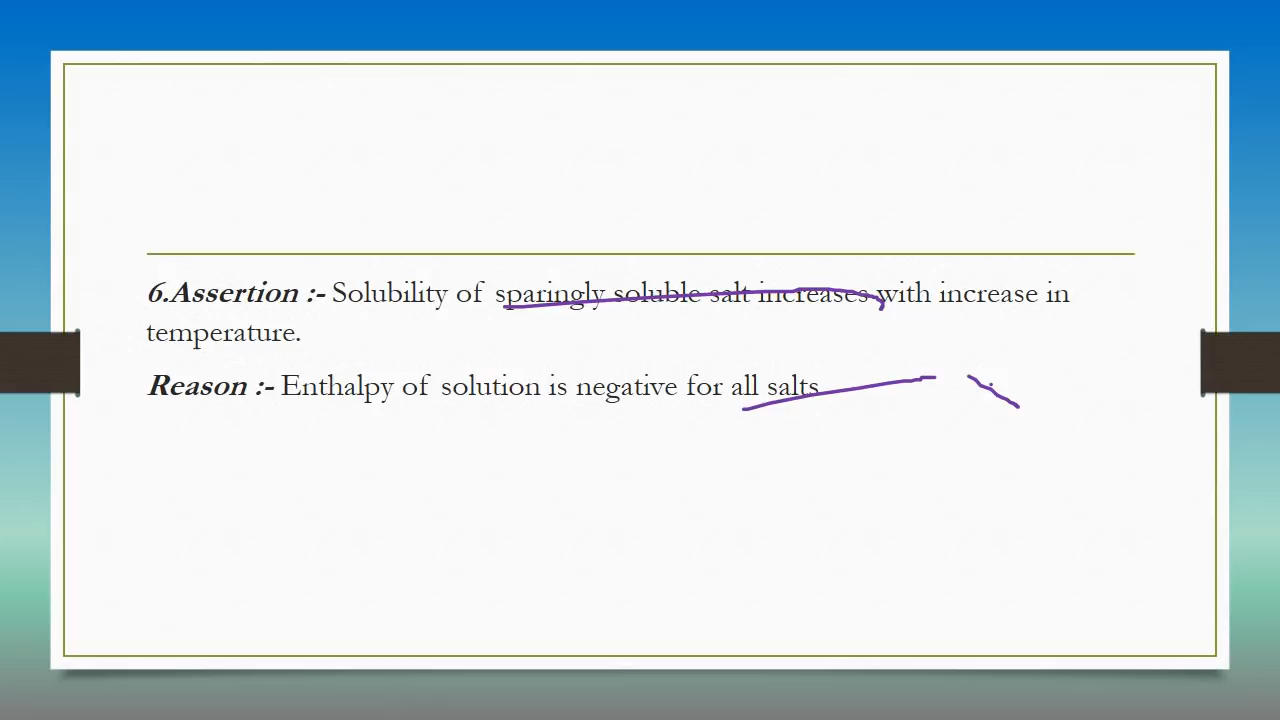 6.Assertion :- Solubility of sparingly soluble salt increases with increase in
temperature.
Reason :- Enthalpy of solution is negative for all salts